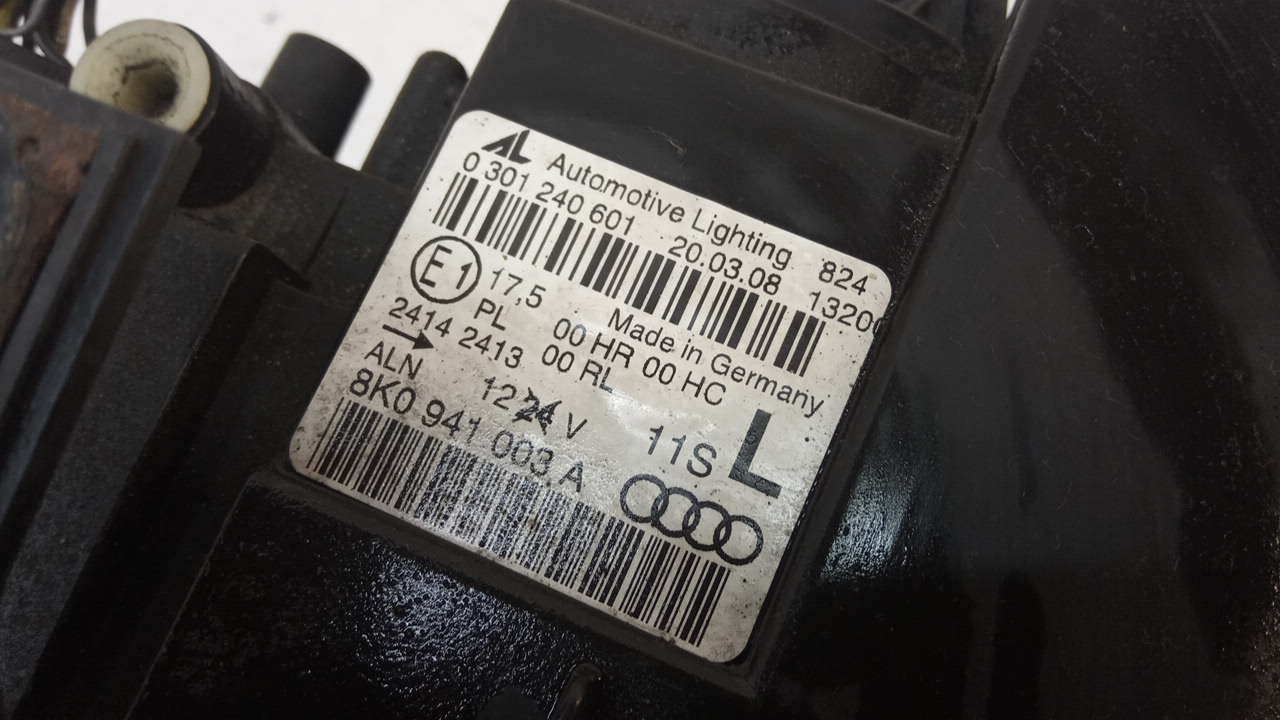 AL Automotive Lighting 824
0 301 240 601 20.03.08 1320
E1 17,5 Made in Germany
PL 00 HR 00 HC
2414 2413 00 RL
ALN 12 24 V 11S L
8K0 941 003 A